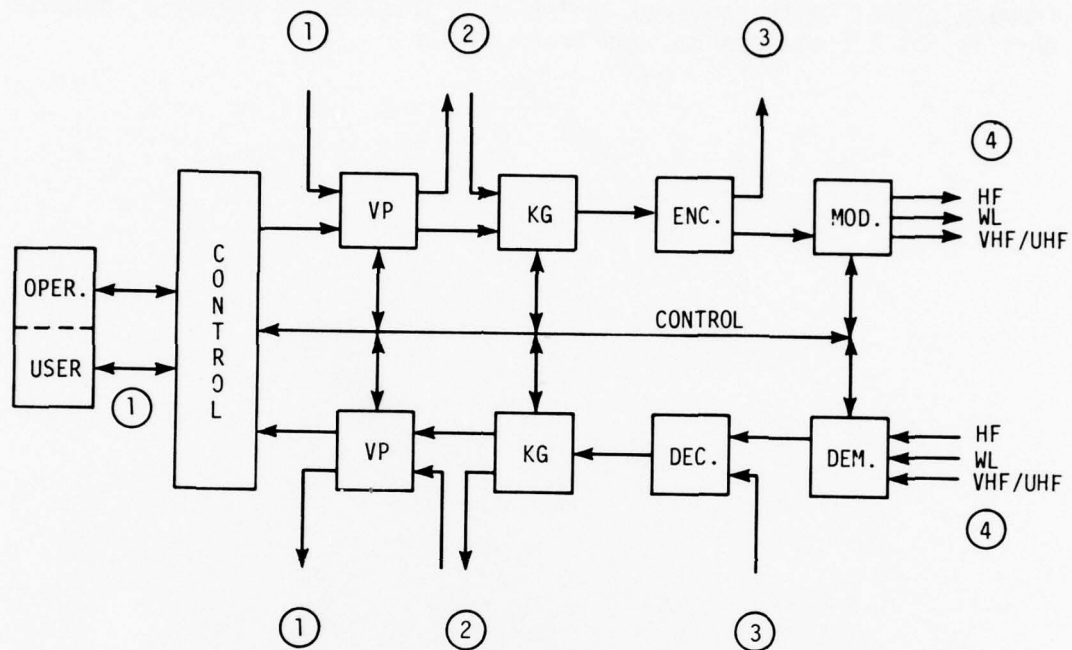 1 2 3
4
HF
VP KG ENC. MOD. WL
VHF/UHF
OPER.
CONTROL
CONTROL
USER
1
HF
VP KG DEC. DEM. WL
VHF/UHF
4
1 2 3